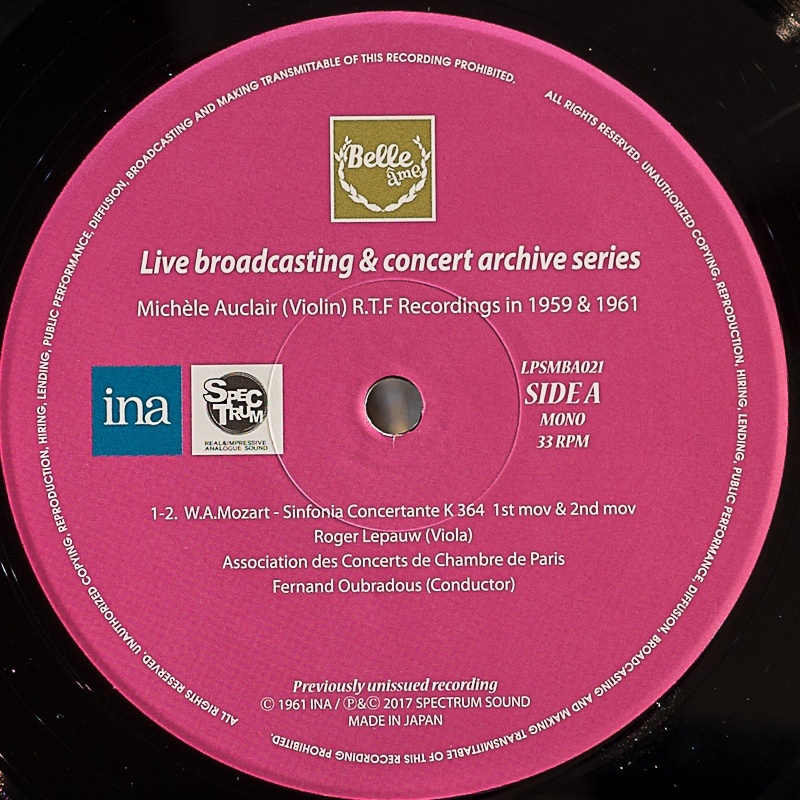 ALL RIGHTS RESERVED. UNAUTHORIZED COPYING, REPRODUCTION, HIRING, LENDING, PUBLIC PERFORMANCE, DIFFUSION, BROADCASTING AND MAKING TRANSMITTABLE OF THIS RECORDING PROHIBITED.
ALL RIGHTS RESERVED. UNAUTHORIZED COPYING, REPRODUCTION, HIRING, LENDING, PUBLIC PERFORMANCE, DIFFUSION, BROADCASTING AND MAKING TRANSMITTABLE OF THIS RECORDING PROHIBITED.
Belle
âme
Live broadcasting & concert archive series
Michèle Auclair (Violin) R.T.F Recordings in 1959 & 1961
ina
SPEC
TRUM
REAL&IMPRESSIVE
ANALOGUE SOUND
LPSMBA021
SIDE A
MONO
33 RPM
1-2. W.A.Mozart - Sinfonia Concertante K 364 1st mov & 2nd mov
Roger Lepauw (Viola)
Association des Concerts de Chambre de Paris
Fernand Oubradous (Conductor)
Previously unissued recording
© 1961 INA / ℗&© 2017 SPECTRUM SOUND
MADE IN JAPAN